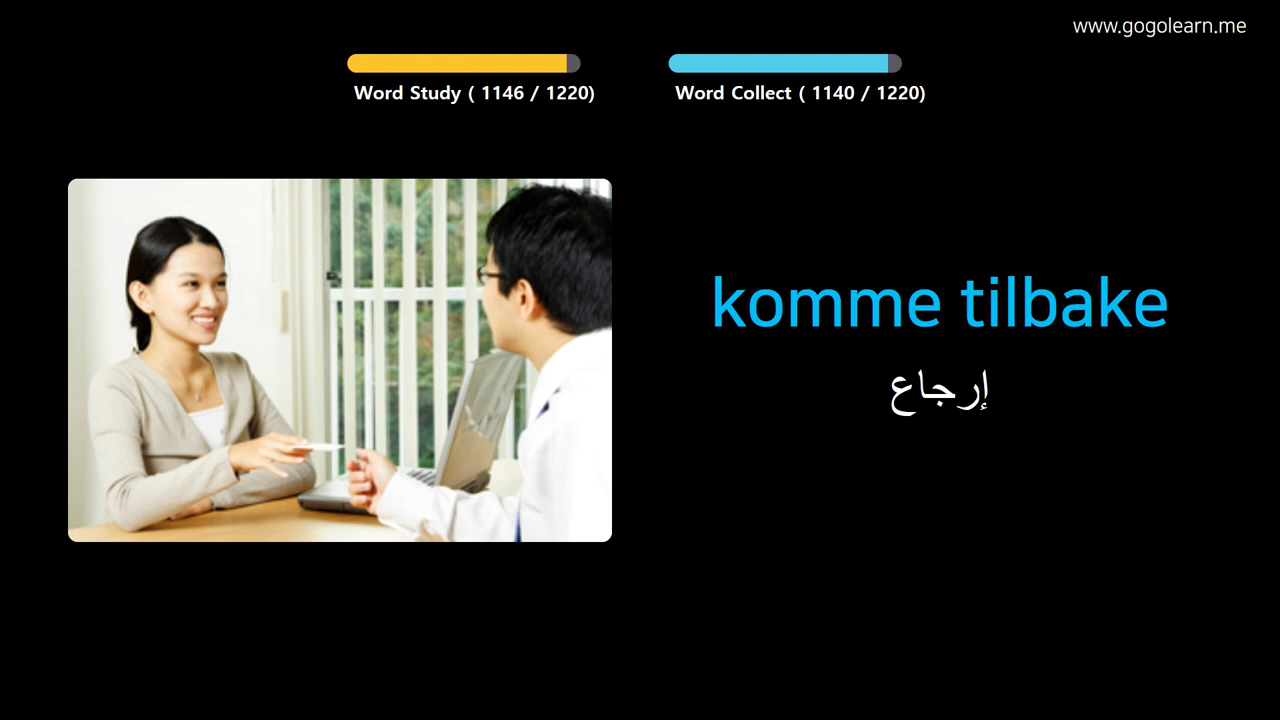 www.gogolearn.me
Word Study ( 1146 / 1220)
Word Collect ( 1140 / 1220)
komme tilbake
إرجاع